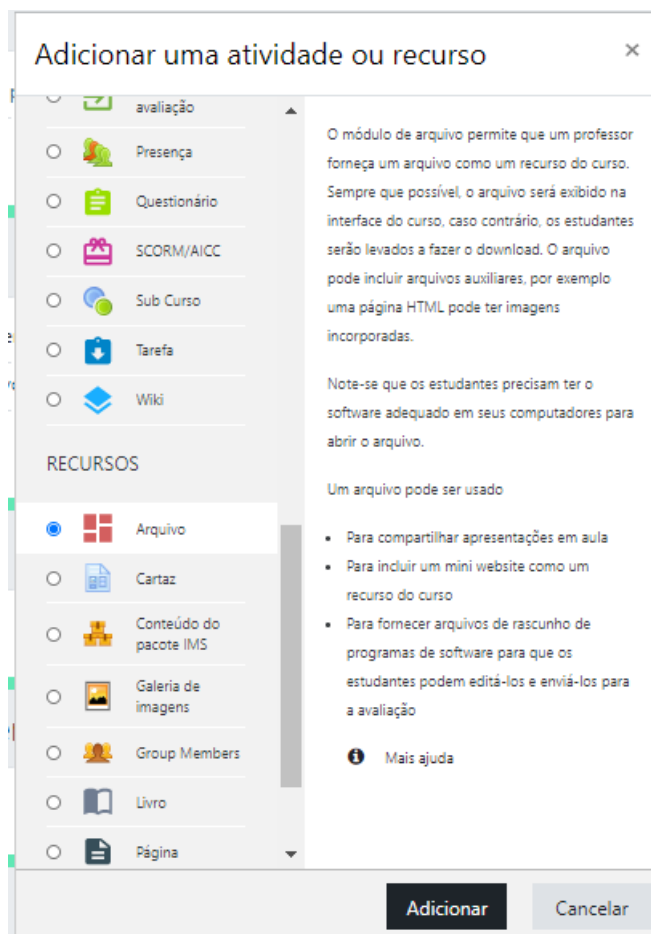 Adicionar uma atividade ou recurso
×
avaliação
Presença
Questionário
SCORM/AICC
Sub Curso
Tarefa
Wiki
RECURSOS
Arquivo
Cartaz
Conteúdo do
pacote IMS
Galeria de
imagens
Group Members
Livro
Página
O módulo de arquivo permite que um professor
forneça um arquivo como um recurso do curso.
Sempre que possível, o arquivo será exibido na
interface do curso, caso contrário, os estudantes
serão levados a fazer o download. O arquivo
pode incluir arquivos auxiliares, por exemplo
uma página HTML pode ter imagens
incorporadas.
Note-se que os estudantes precisam ter o
software adequado em seus computadores para
abrir o arquivo.
Um arquivo pode ser usado
• Para compartilhar apresentações em aula
• Para incluir um mini website como um
recurso do curso
• Para fornecer arquivos de rascunho de
programas de software para que os
estudantes podem editá-los e enviá-los para
a avaliação
Mais ajuda
Adicionar
Cancelar